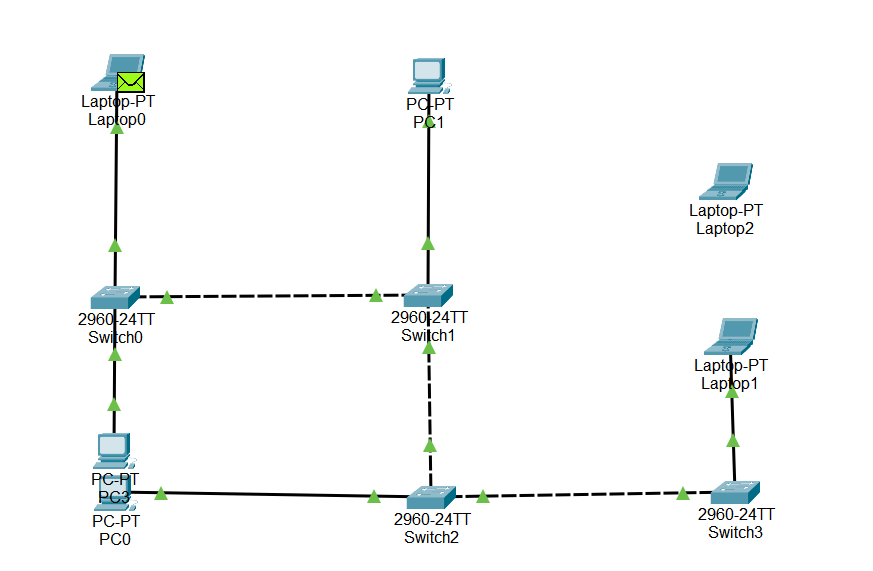 Laptop-PT
Laptop0
PC-PT
PC1
Laptop-PT
Laptop2
2960-24TT
Switch0
2960-24TT
Switch1
Laptop-PT
Laptop1
PC-PT
PC3
PC-PT
PC0
2960-24TT
Switch2
2960-24TT
Switch3